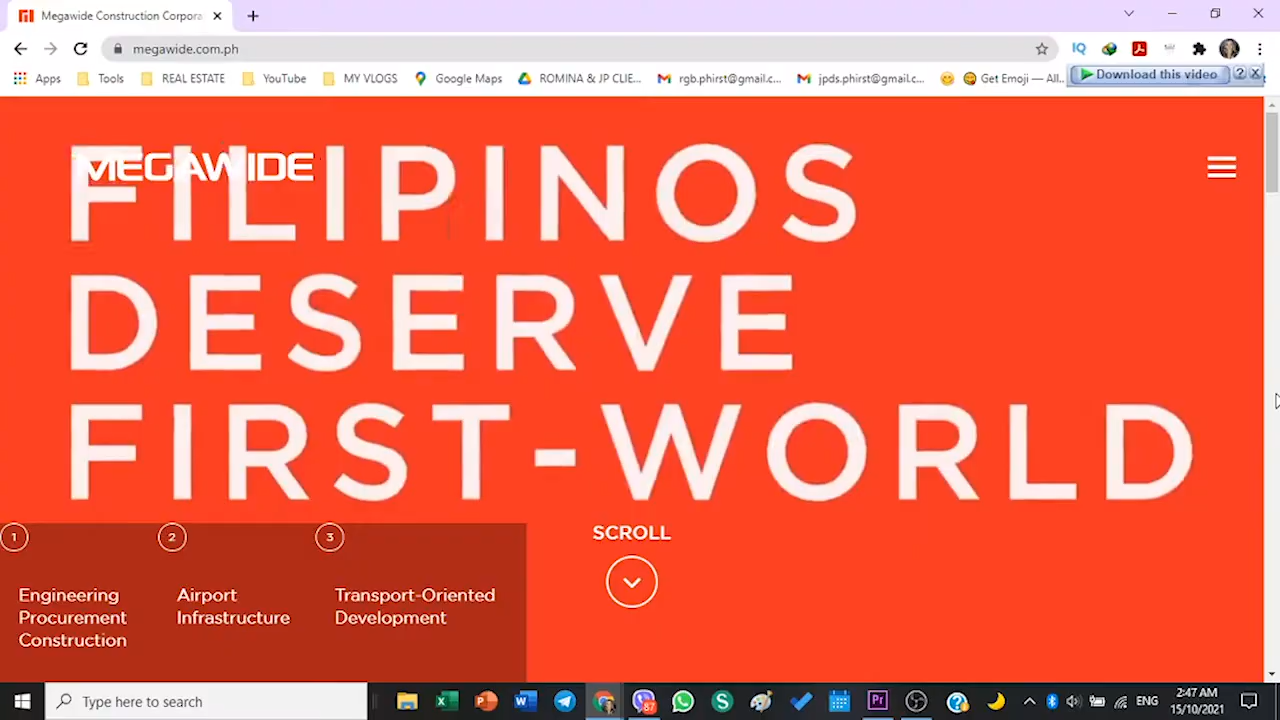 Megawide Construction Corpora
megawide.com.ph
Apps
Tools
REAL ESTATE
YouTube
MY VLOGS
Google Maps
ROMINA & JP CLIE...
rgb.phirst@gmail.c...
jpds.phirst@gmail.c...
Get Emoji — All...
Download this video
MEGAWIDE
FILIPINOS
DESERVE
FIRST-WORLD
1
2
3
Engineering
Procurement
Construction
Airport
Infrastructure
Transport-Oriented
Development
SCROLL
Type here to search
87
ENG
2:47 AM
15/10/2021